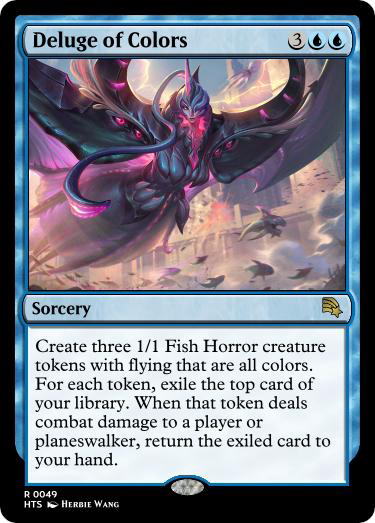 Deluge of Colors 3
Sorcery
Create three 1/1 Fish Horror creature
tokens with flying that are all colors.
For each token, exile the top card of
your library. When that token deals
combat damage to a player or
planeswalker, return the exiled card to
your hand.
R 0049
HTS Herbie Wang